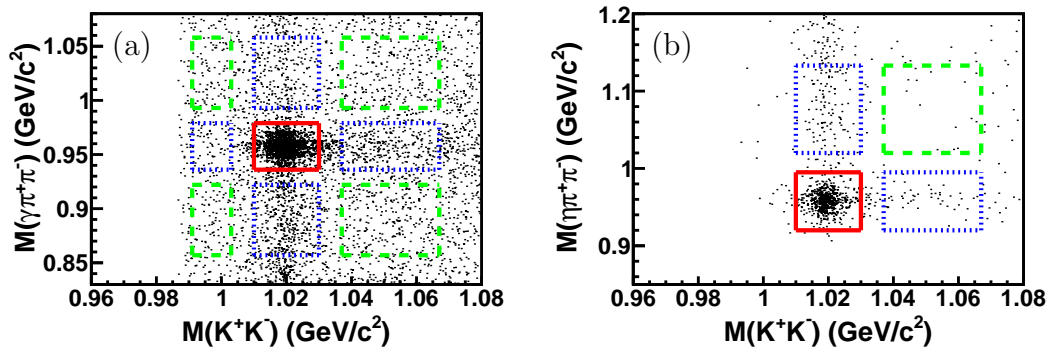 (a)
M(γπ⁺π⁻) (GeV/c²)
1.05
1
0.95
0.9
0.85
0.96 0.98 1 1.02 1.04 1.06 1.08
M(K⁺K⁻) (GeV/c²)
(b)
M(ηπ⁺π⁻) (GeV/c²)
1.2
1.1
1
0.9
0.96 0.98 1 1.02 1.04 1.06 1.08
M(K⁺K⁻) (GeV/c²)